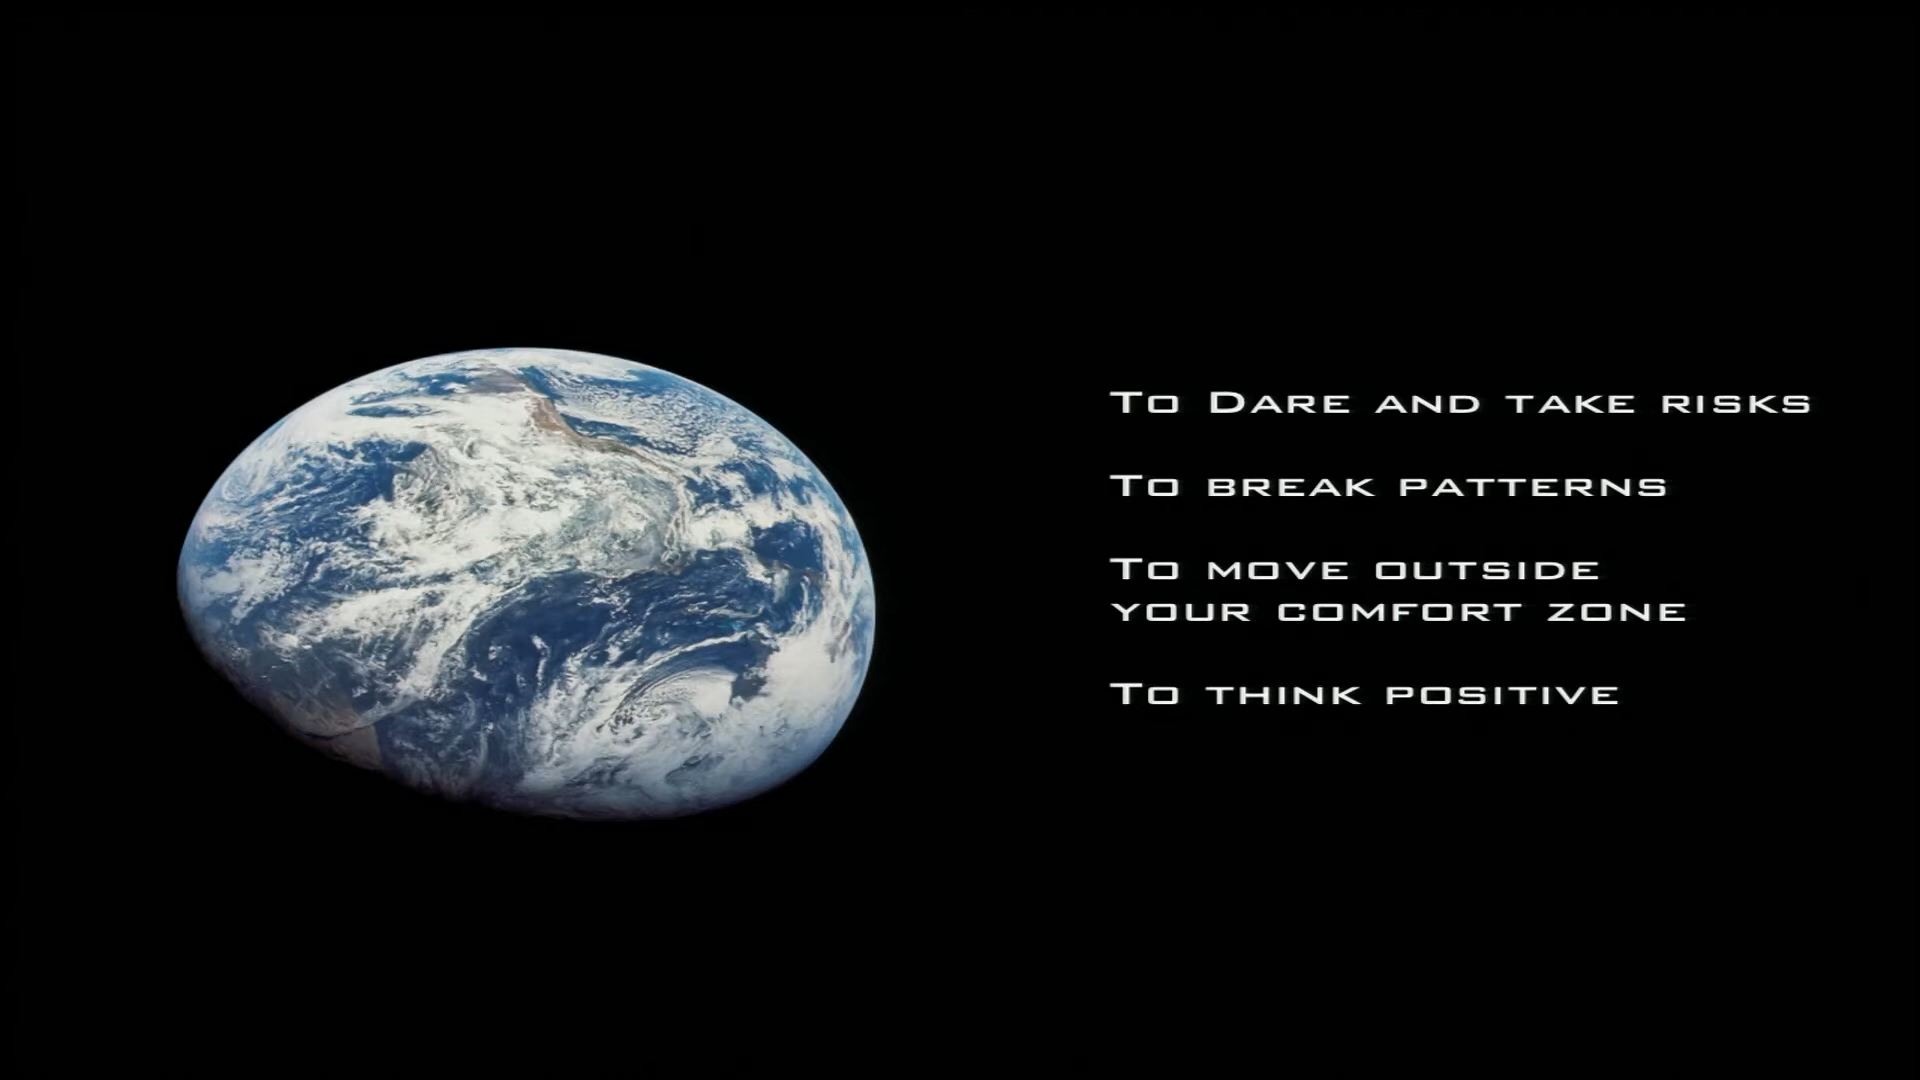 To Dare and take risks
To break patterns
To move outside
your comfort zone
To think positive